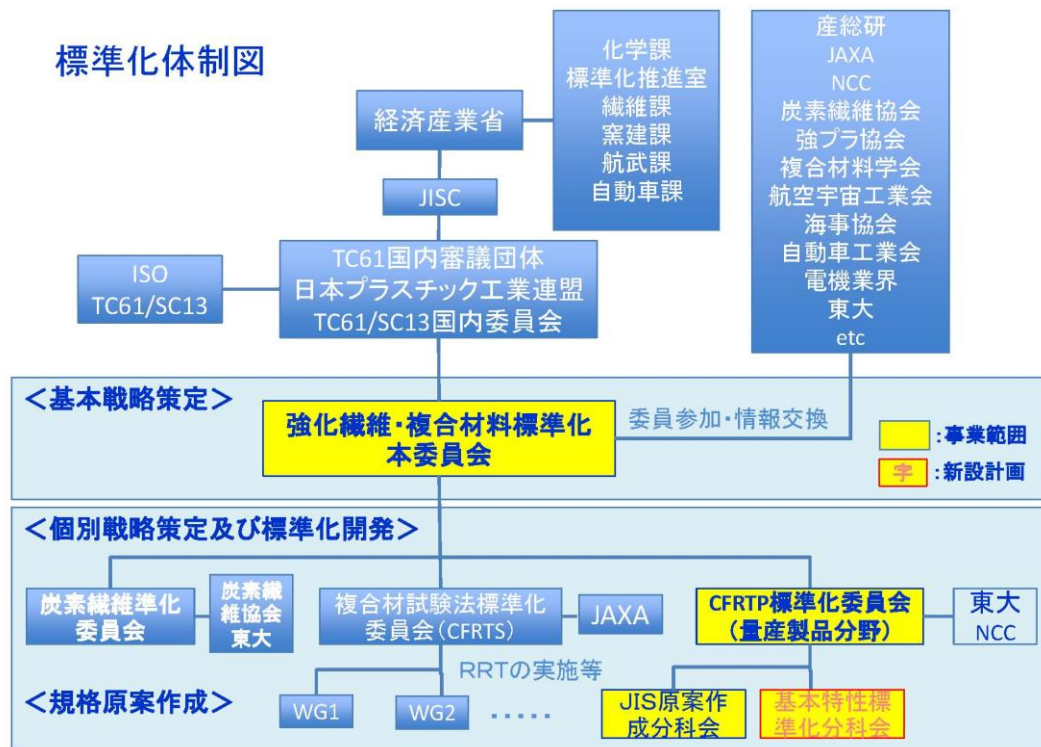 標準化体制図
経済産業省
化学課
標準化推進室
繊維課
窯建課
航武課
自動車課
産総研
JAXA
NCC
炭素繊維協会
強プラ協会
複合材料学会
航空宇宙工業会
海事協会
自動車工業会
電機業界
東大
etc
JISC
ISO
TC61/SC13
TC61国内審議団体
日本プラスチック工業連盟
TC61/SC13国内委員会
＜基本戦略策定＞
強化繊維・複合材料標準化
本委員会
委員参加・情報交換
：事業範囲
字：新設計画
＜個別戦略策定及び標準化開発＞
炭素繊維準化
委員会
炭素繊
維協会
東大
複合材試験法標準化
委員会（CFRTS）
JAXA
CFRTP標準化委員会
（量産製品分野）
東大
NCC
RRTの実施等
＜規格原案作成＞
WG1
WG2
・・・・・
JIS原案作
成分科会
基本特性標
準化分科会